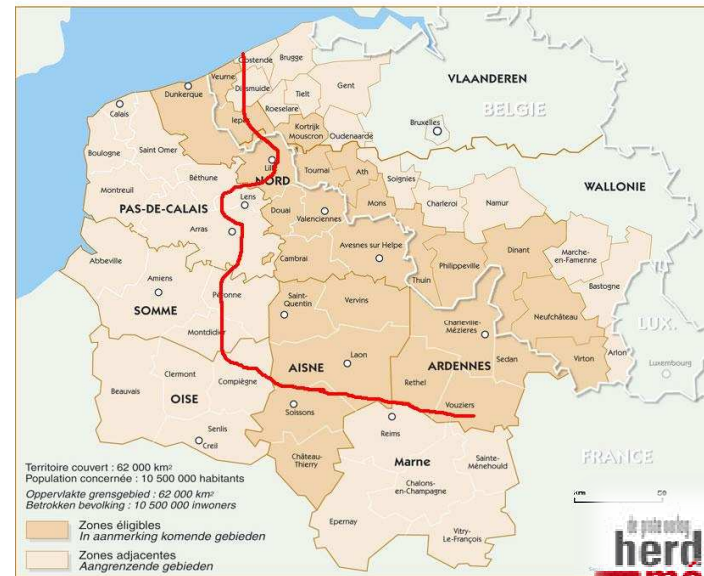 Oostende
Brugge
Veurne
Dunkerque
Diksmuide
Gent
VLAANDEREN
Calais
Tielt
Roeselare
BELGIE
Ieper
Kortrijk
Mouscron
Oudenaarde
Bruxelles
Boulogne
Saint Omer
Lille
NORD
Tournai
Ath
Soignies
WALLONIE
Béthune
Montreuil
Lens
Mons
Charleroi
Namur
PAS-DE-CALAIS
Douai
Valenciennes
Arras
Avesnes sur Helpe
Dinant
Marche-
en-Famenne
Abbeville
Cambrai
Philippeville
Thuin
Bastogne
Amiens
Péronne
Saint-
Quentin
Vervins
Neufchâteau
SOMME
Charleville-
Mézières
LUX.
Montdidier
Virton
Arlon
Sedan
Luxembourg
Laon
AISNE
ARDENNES
Clermont
Rethel
Beauvais
Compiègne
OISE
Soissons
Vouziers
Reims
Senlis
Creil
Château-
Thierry
Marne
Sainte-
Ménehould
FRANCE
Chalons-
en-Champagne
Epernay
Vitry-
Le-François
Territoire couvert : 62 000 km²
Population concernée : 10 500 000 habitants
Oppervlakte grensgebied : 62 000 km²
Betrokken bevolking : 10 500 000 inwoners
Zones éligibles
In aanmerking komende gebieden
Zones adjacentes
Aangrenzende gebieden
km
50
de grote oorlog
herd
mé